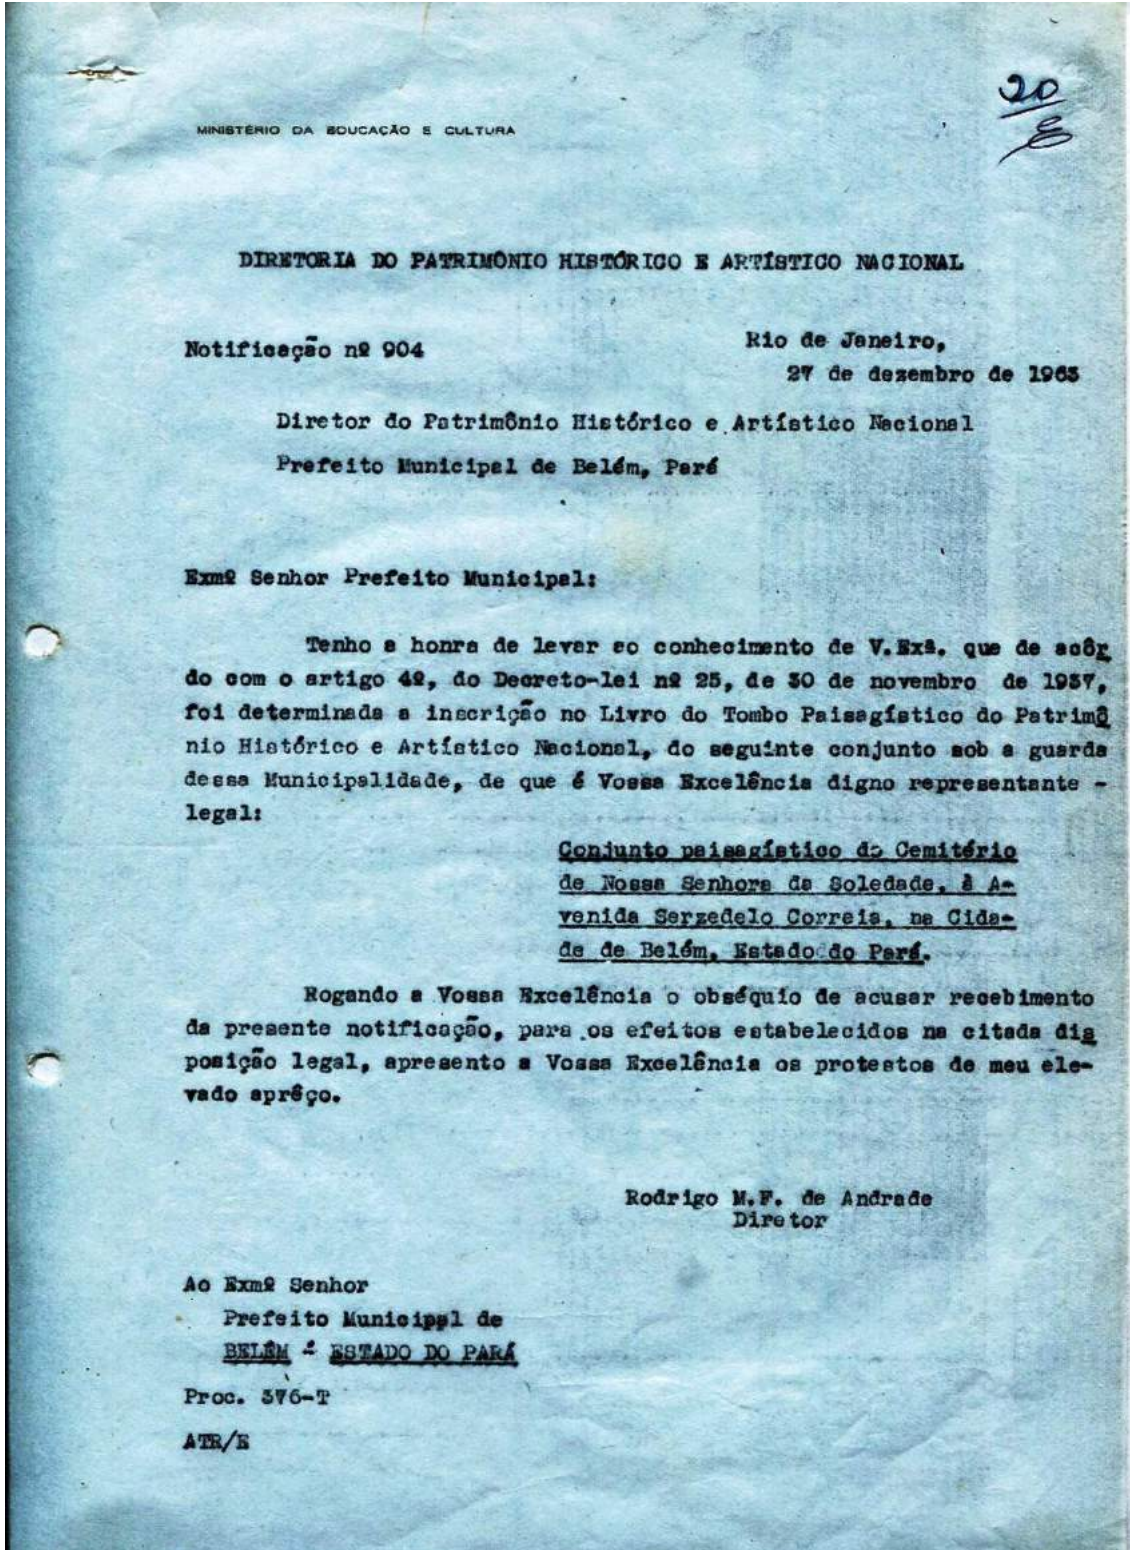 20
E
MINISTÉRIO DA EDUCAÇÃO E CULTURA
DIRETORIA DO PATRIMÔNIO HISTÓRICO E ARTÍSTICO NACIONAL
Notificação nº 904
Rio de Janeiro,
27 de dezembro de 1963
Diretor do Patrimônio Histórico e Artístico Nacional
Prefeito Municipal de Belém, Pará
Exmº Senhor Prefeito Municipal:
Tenho a honra de levar ao conhecimento de V.Exª. que de acôr
do com o artigo 4º, do Decreto-lei nº 25, de 30 de novembro de 1937,
foi determinada a inscrição no Livro do Tombo Paisagístico do Patrimô
nio Histórico e Artístico Nacional, do seguinte conjunto sob a guarda
dessa Municipalidade, de que é Vossa Excelência digno representante -
legal:
Conjunto paisagístico do Cemitério
de Nossa Senhora da Soledade, à A-
venida Serzedelo Correia, na Cida-
de de Belém, Estado do Pará.
Rogando a Vossa Excelência o obséquio de acusar recebimento
da presente notificação, para os efeitos estabelecidos na citada dis
posição legal, apresento a Vossa Excelência os protestos de meu ele-
vado aprêço.
Rodrigo M.F. de Andrade
Diretor
Ao Exmº Senhor
Prefeito Municipal de
BELÉM - ESTADO DO PARÁ
Proc. 376-T
ATR/E